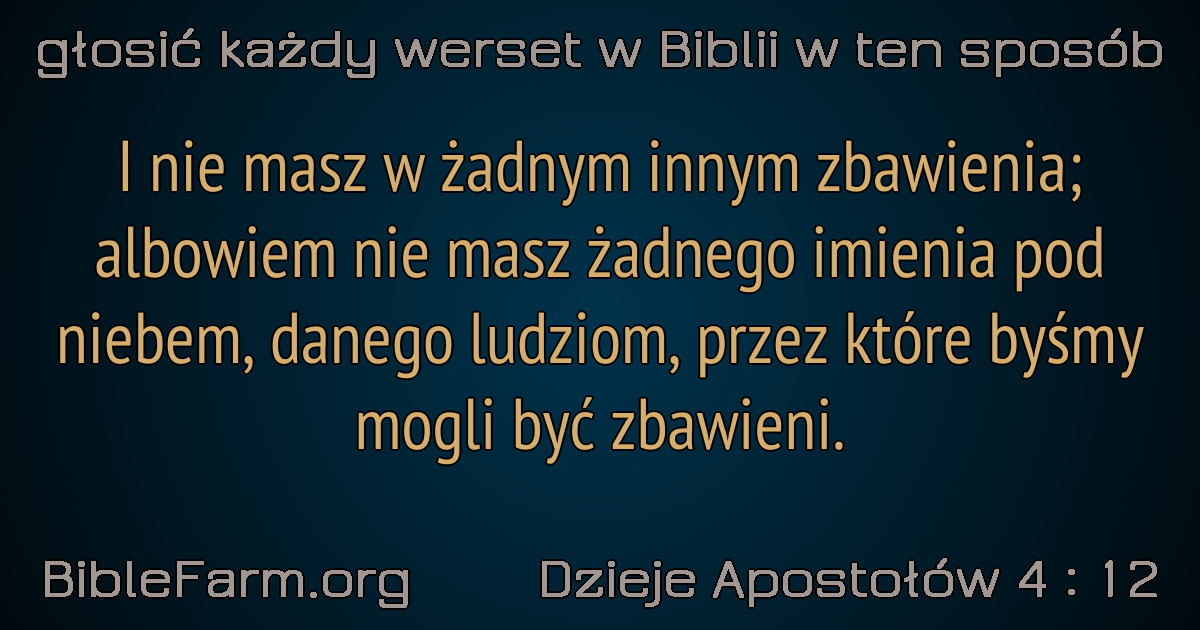 głosić każdy werset w Biblii w ten sposób
I nie masz w żadnym innym zbawienia;
albowiem nie masz żadnego imienia pod
niebem, danego ludziom, przez które byśmy
mogli być zbawieni.
BibleFarm.org
Dzieje Apostołów 4 : 12